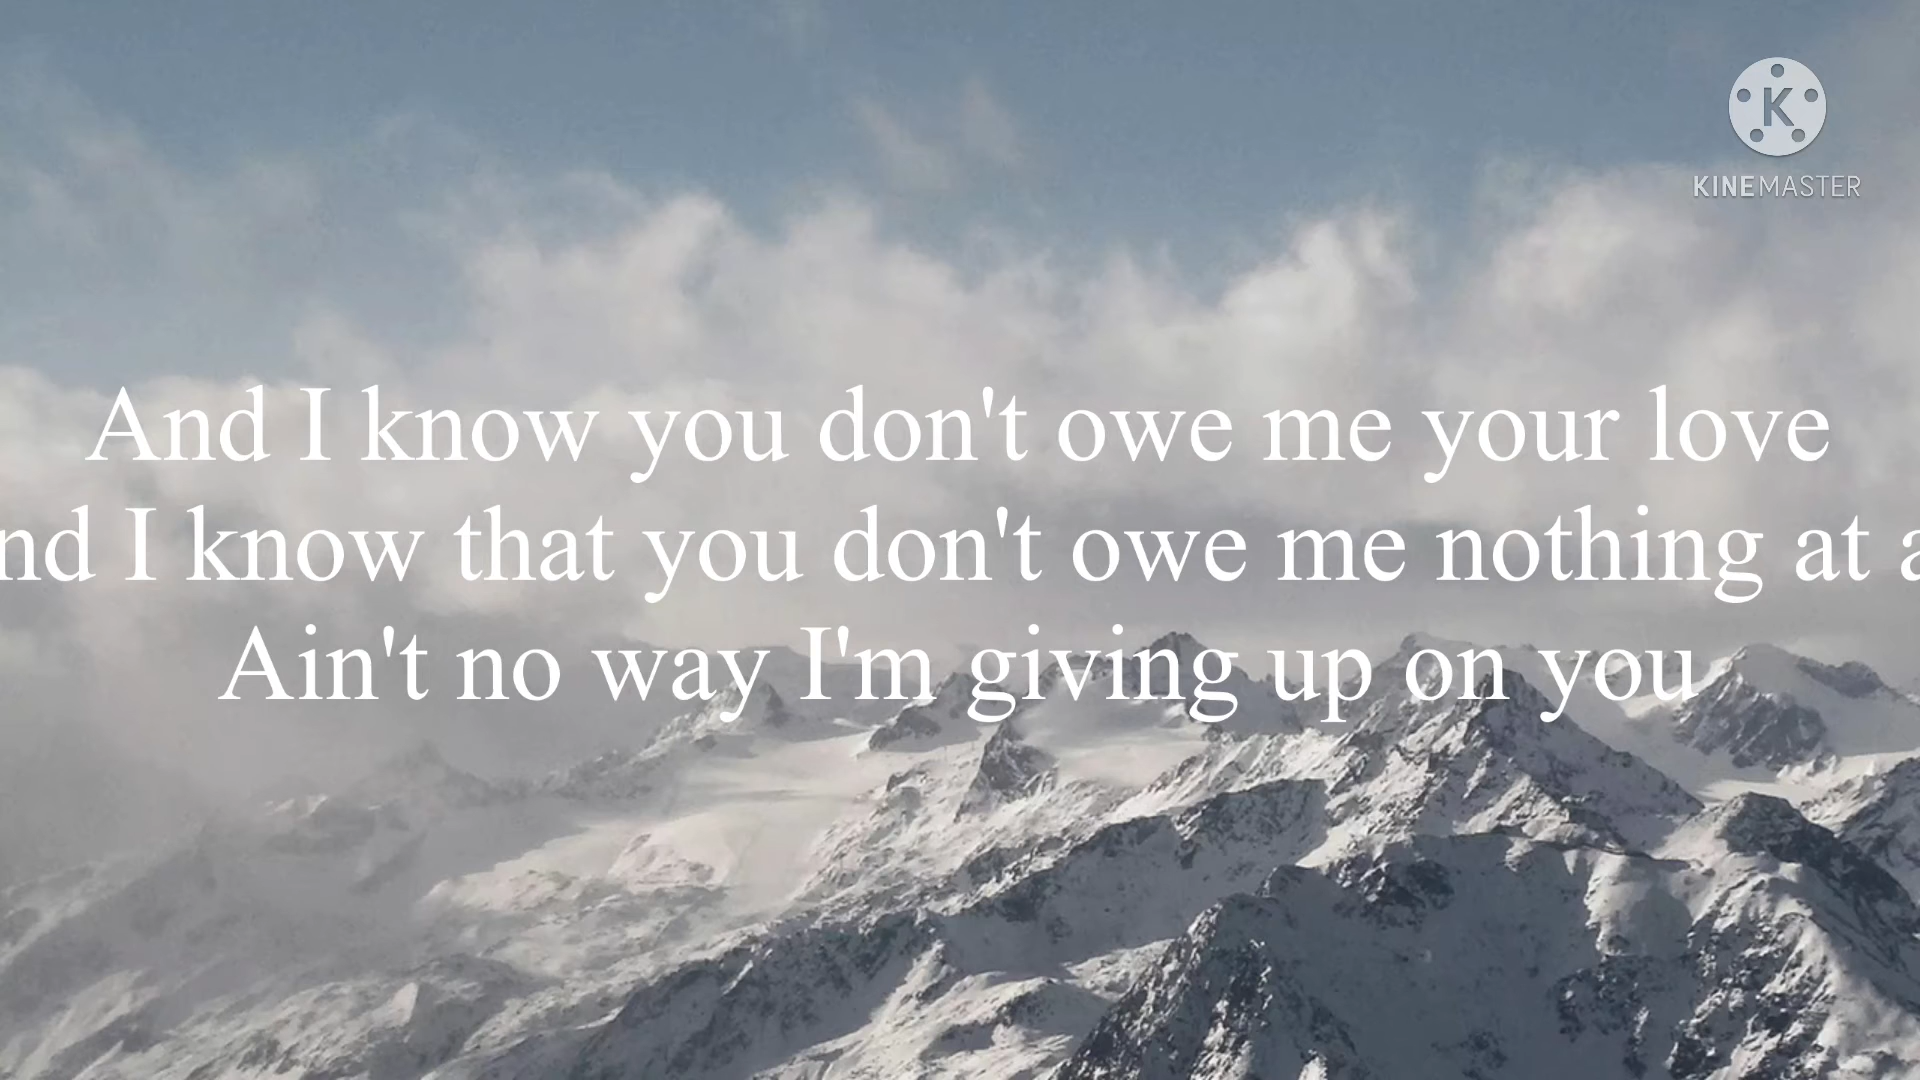 K
KINEMASTER
And I know you don't owe me your love
nd I know that you don't owe me nothing at a
Ain't no way I'm giving up on you